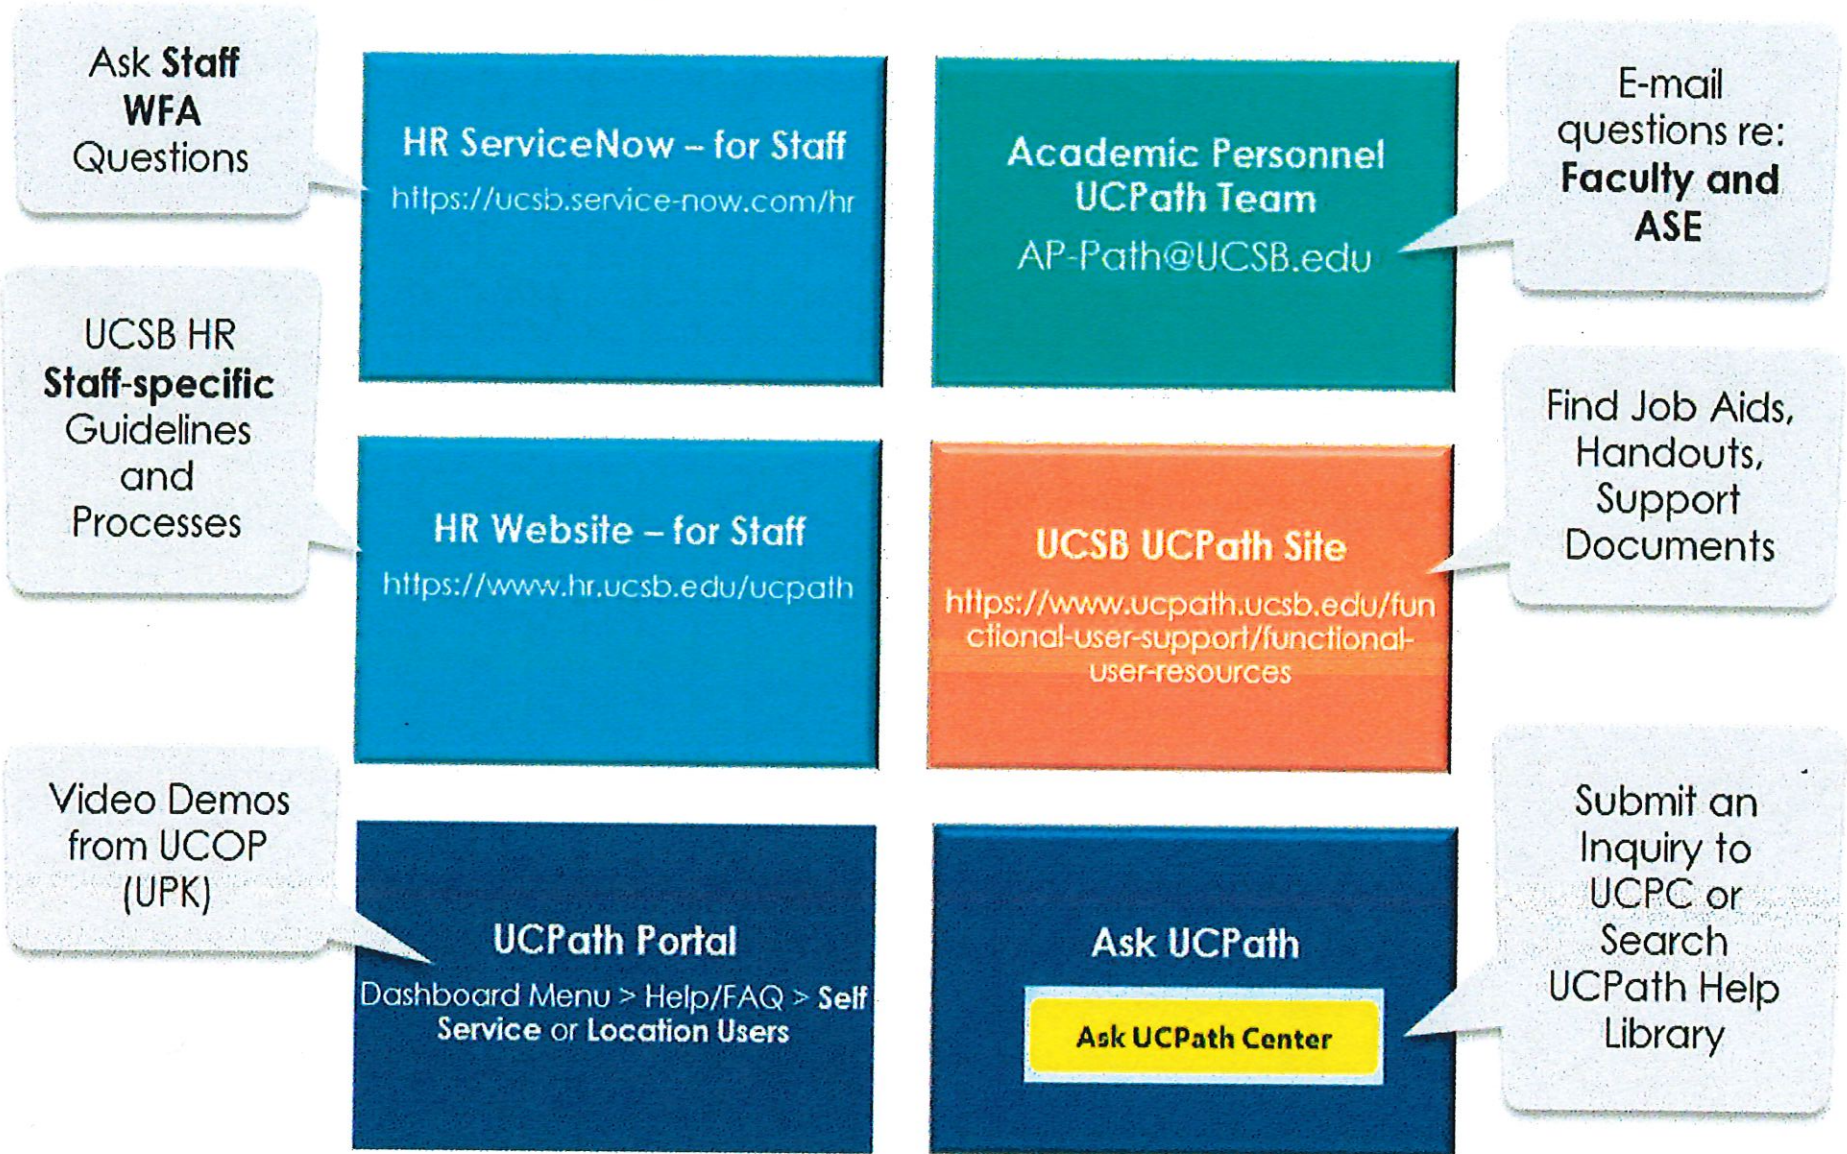 Ask Staff
WFA
Questions
HR ServiceNow – for Staff
https://ucsb.service-now.com/hr
Academic Personnel
UCPath Team
AP-Path@UCSB.edu
E-mail
questions re:
Faculty and
ASE
UCSB HR
Staff-specific
Guidelines
and
Processes
HR Website – for Staff
https://www.hr.ucsb.edu/ucpath
UCSB UCPath Site
https://www.ucpath.ucsb.edu/fun
ctional-user-support/functional-
user-resources
Find Job Aids,
Handouts,
Support
Documents
Video Demos
from UCOP
(UPK)
UCPath Portal
Dashboard Menu > Help/FAQ > Self
Service or Location Users
Ask UCPath
Ask UCPath Center
Submit an
Inquiry to
UCPC or
Search
UCPath Help
Library